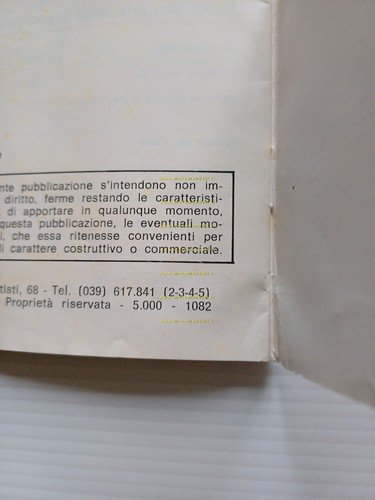 nte pubblicazione s'intendono non im-
diritto, ferme restando le caratteristi-
, di apportare in qualunque momento,
questa pubblicazione, le eventuali mo-
i, che essa ritenesse convenienti per
li carattere costruttivo o commerciale.
tisti, 68 - Tel. (039) 617.841 (2-3-4-5)
Proprietà riservata - 5.000 - 1082